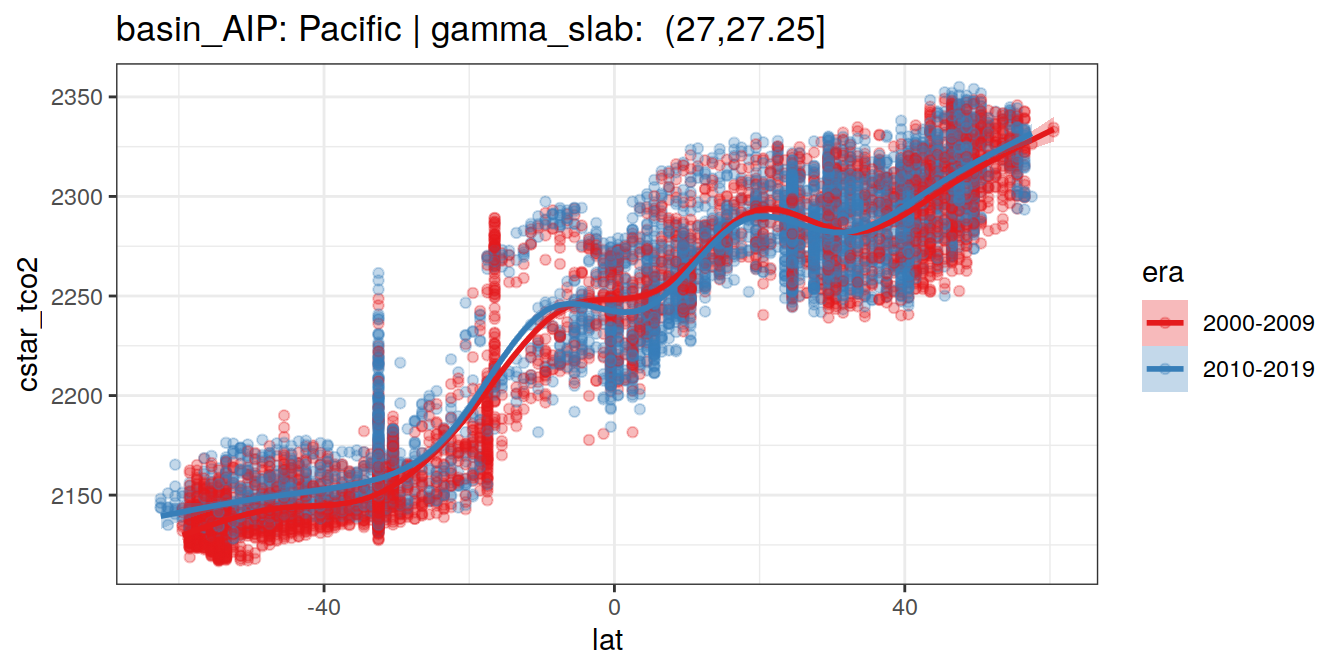 basin_AIP: Pacific | gamma_slab:  (27,27.25]
2350
2300
2250
2200
2150
cstar_tco2
-40
0
40
lat
era
2000-2009
2010-2019